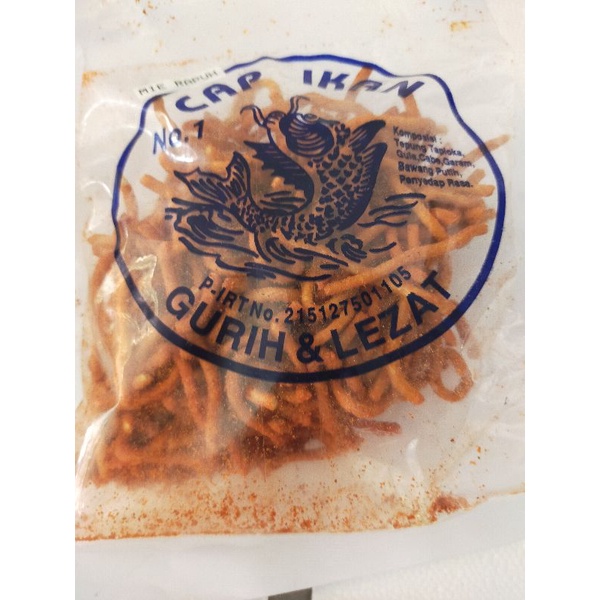 MIE RAPUH
CAP IKAN
No. 1
Komposisi :
Tepung Tapioka,
Gula,Cabe,Garam,
Bawang Putih,
Penyedap Rasa.
P-IRT No. 215127501105
GURIH & LEZAT